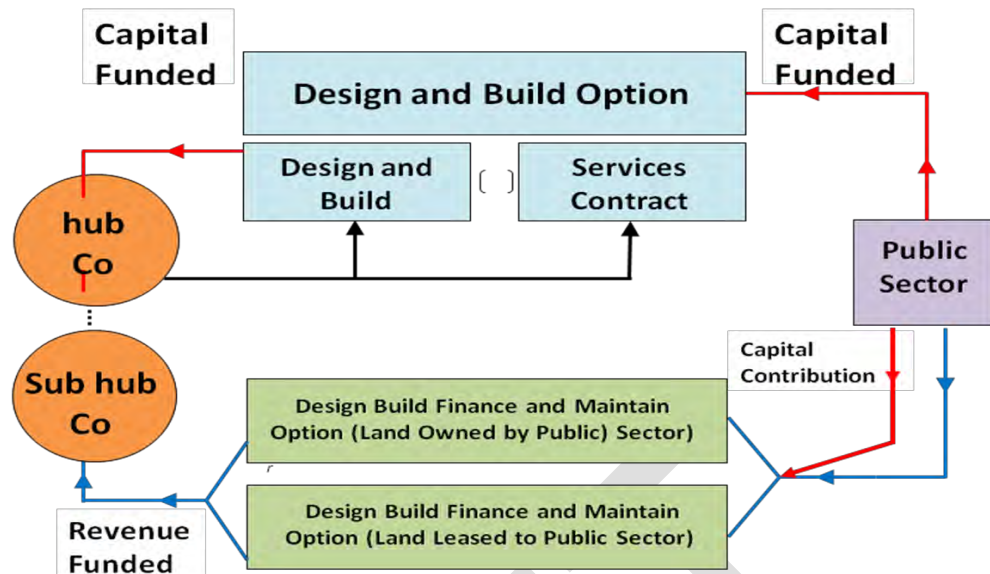 Capital
Funded
Capital
Funded
Design and Build Option
Design and
Build
( )
Services
Contract
hub
Co
Public
Sector
Sub hub
Co
Capital
Contribution
Design Build Finance and Maintain
Option (Land Owned by Public) Sector)
r
Design Build Finance and Maintain
Option (Land Leased to Public Sector)
Revenue
Funded